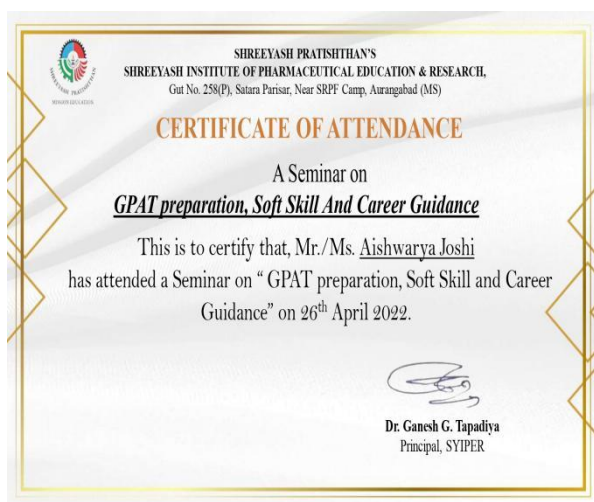 SHREEYASH PRATISHTHAN'S
SHREEYASH INSTITUTE OF PHARMACEUTICAL EDUCATION & RESEARCH,
Gut No. 258(P), Satara Parisar, Near SRPF Camp, Aurangabad (MS)
SHREEYASH PRATISHTHAN
CERTIFICATE OF ATTENDANCE
A Seminar on
GPAT preparation, Soft Skill And Career Guidance
This is to certify that, Mr./Ms. Aishwarya Joshi
has attended a Seminar on “ GPAT preparation, Soft Skill and Career
Guidance” on 26th April 2022.
Dr. Ganesh G. Tapadiya
Principal, SYIPER